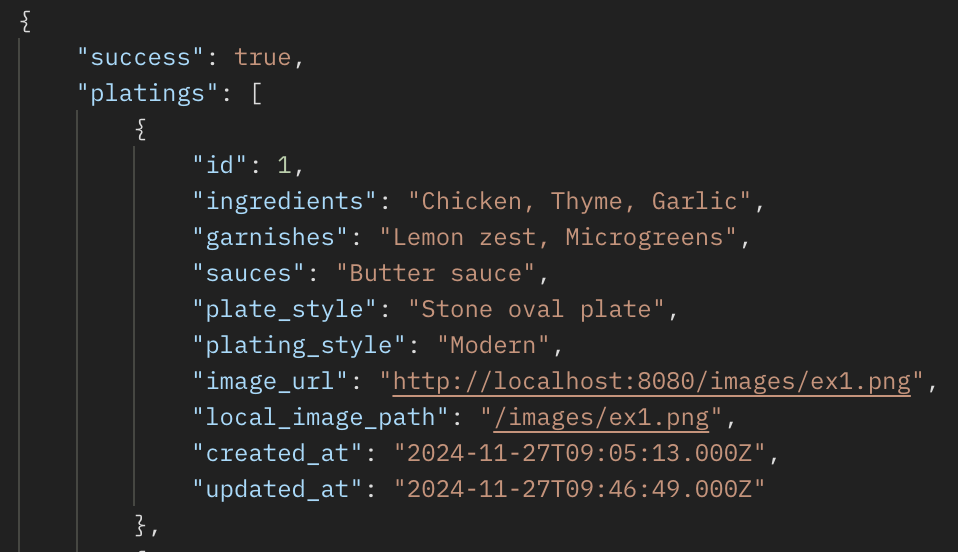 {
"success": true,
"platings": [
{
"id": 1,
"ingredients": "Chicken, Thyme, Garlic",
"garnishes": "Lemon zest, Microgreens",
"sauces": "Butter sauce",
"plate_style": "Stone oval plate",
"plating_style": "Modern",
"image_url": "http://localhost:8080/images/ex1.png",
"local_image_path": "/images/ex1.png",
"created_at": "2024-11-27T09:05:13.000Z",
"updated_at": "2024-11-27T09:46:49.000Z"
},